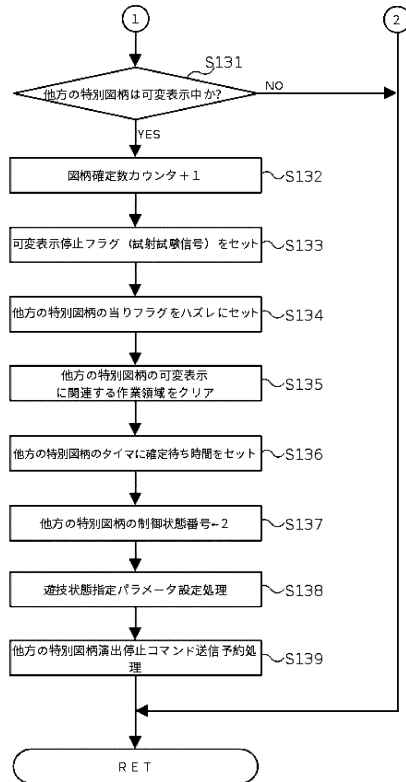 1
2
S131
他方の特別図柄は可変表示中か?
NO
YES
図柄確定数カウンタ+1
S132
可変表示停止フラグ(試射試験信号)をセット
S133
他方の特別図柄の当りフラグをハズレにセット
S134
他方の特別図柄の可変表示
に関連する作業領域をクリア
S135
他方の特別図柄のタイマに確定待ち時間をセット
S136
他方の特別図柄の制御状態番号←2
S137
遊技状態指定パラメータ設定処理
S138
他方の特別図柄演出停止コマンド送信予約処
理
S139
RET